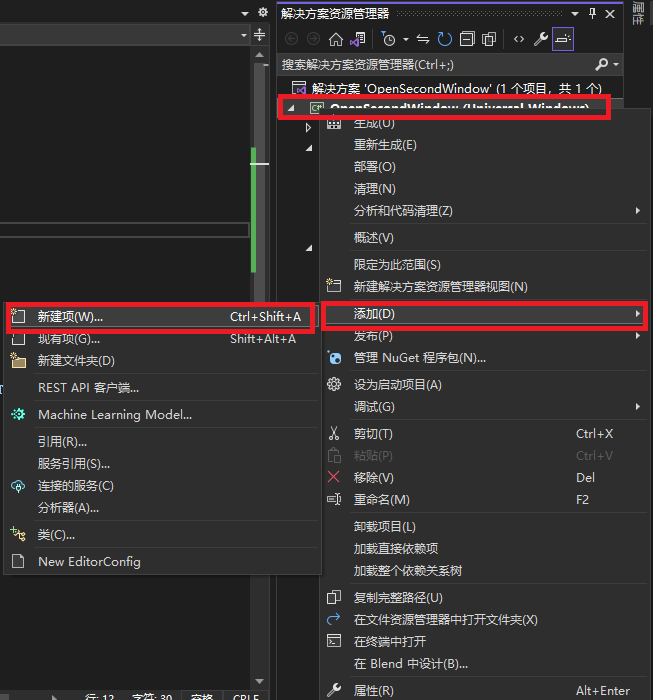 解决方案资源管理器
属性
搜索解决方案资源管理器(Ctrl+;)
解决方案 'OpenSecondWindow' (1 个项目，共 1 个)
C# OpenSecondWindow (Universal Windows)
生成(U)
重新生成(E)
部署(O)
清理(N)
分析和代码清理(Z)
概述(V)
限定为此范围(S)
新建解决方案资源管理器视图(N)
添加(D)
发布(P)
管理 NuGet 程序包(N)...
设为启动项目(A)
调试(G)
剪切(T) Ctrl+X
粘贴(P) Ctrl+V
移除(V) Del
重命名(M) F2
卸载项目(L)
加载直接依赖项
加载整个依赖关系树
复制完整路径(U)
在文件资源管理器中打开文件夹(X)
在终端中打开
在 Blend 中设计(B)...
属性(R) Alt+Enter
新建项(W)... Ctrl+Shift+A
现有项(G)... Shift+Alt+A
新建文件夹(D)
REST API 客户端...
Machine Learning Model...
引用(R)...
服务引用(S)...
连接的服务(C)
分析器(A)...
类(C)...
New EditorConfig
行: 12 字符: 30 空格 CRLF